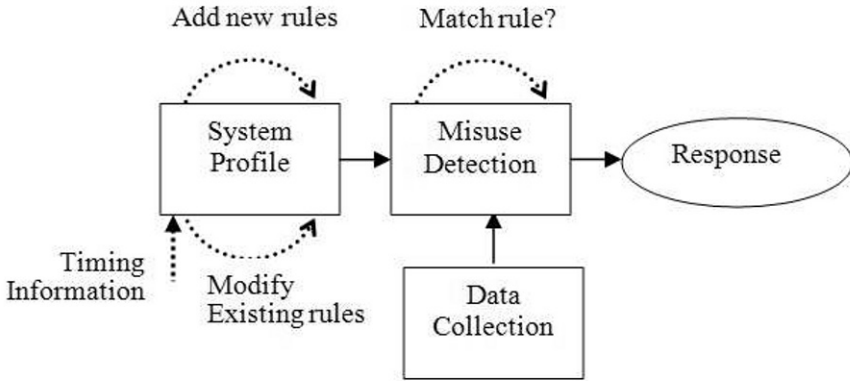 Add new rules
Match rule?
System
Profile
Misuse
Detection
Response
Timing
Information
Modify
Existing rules
Data
Collection